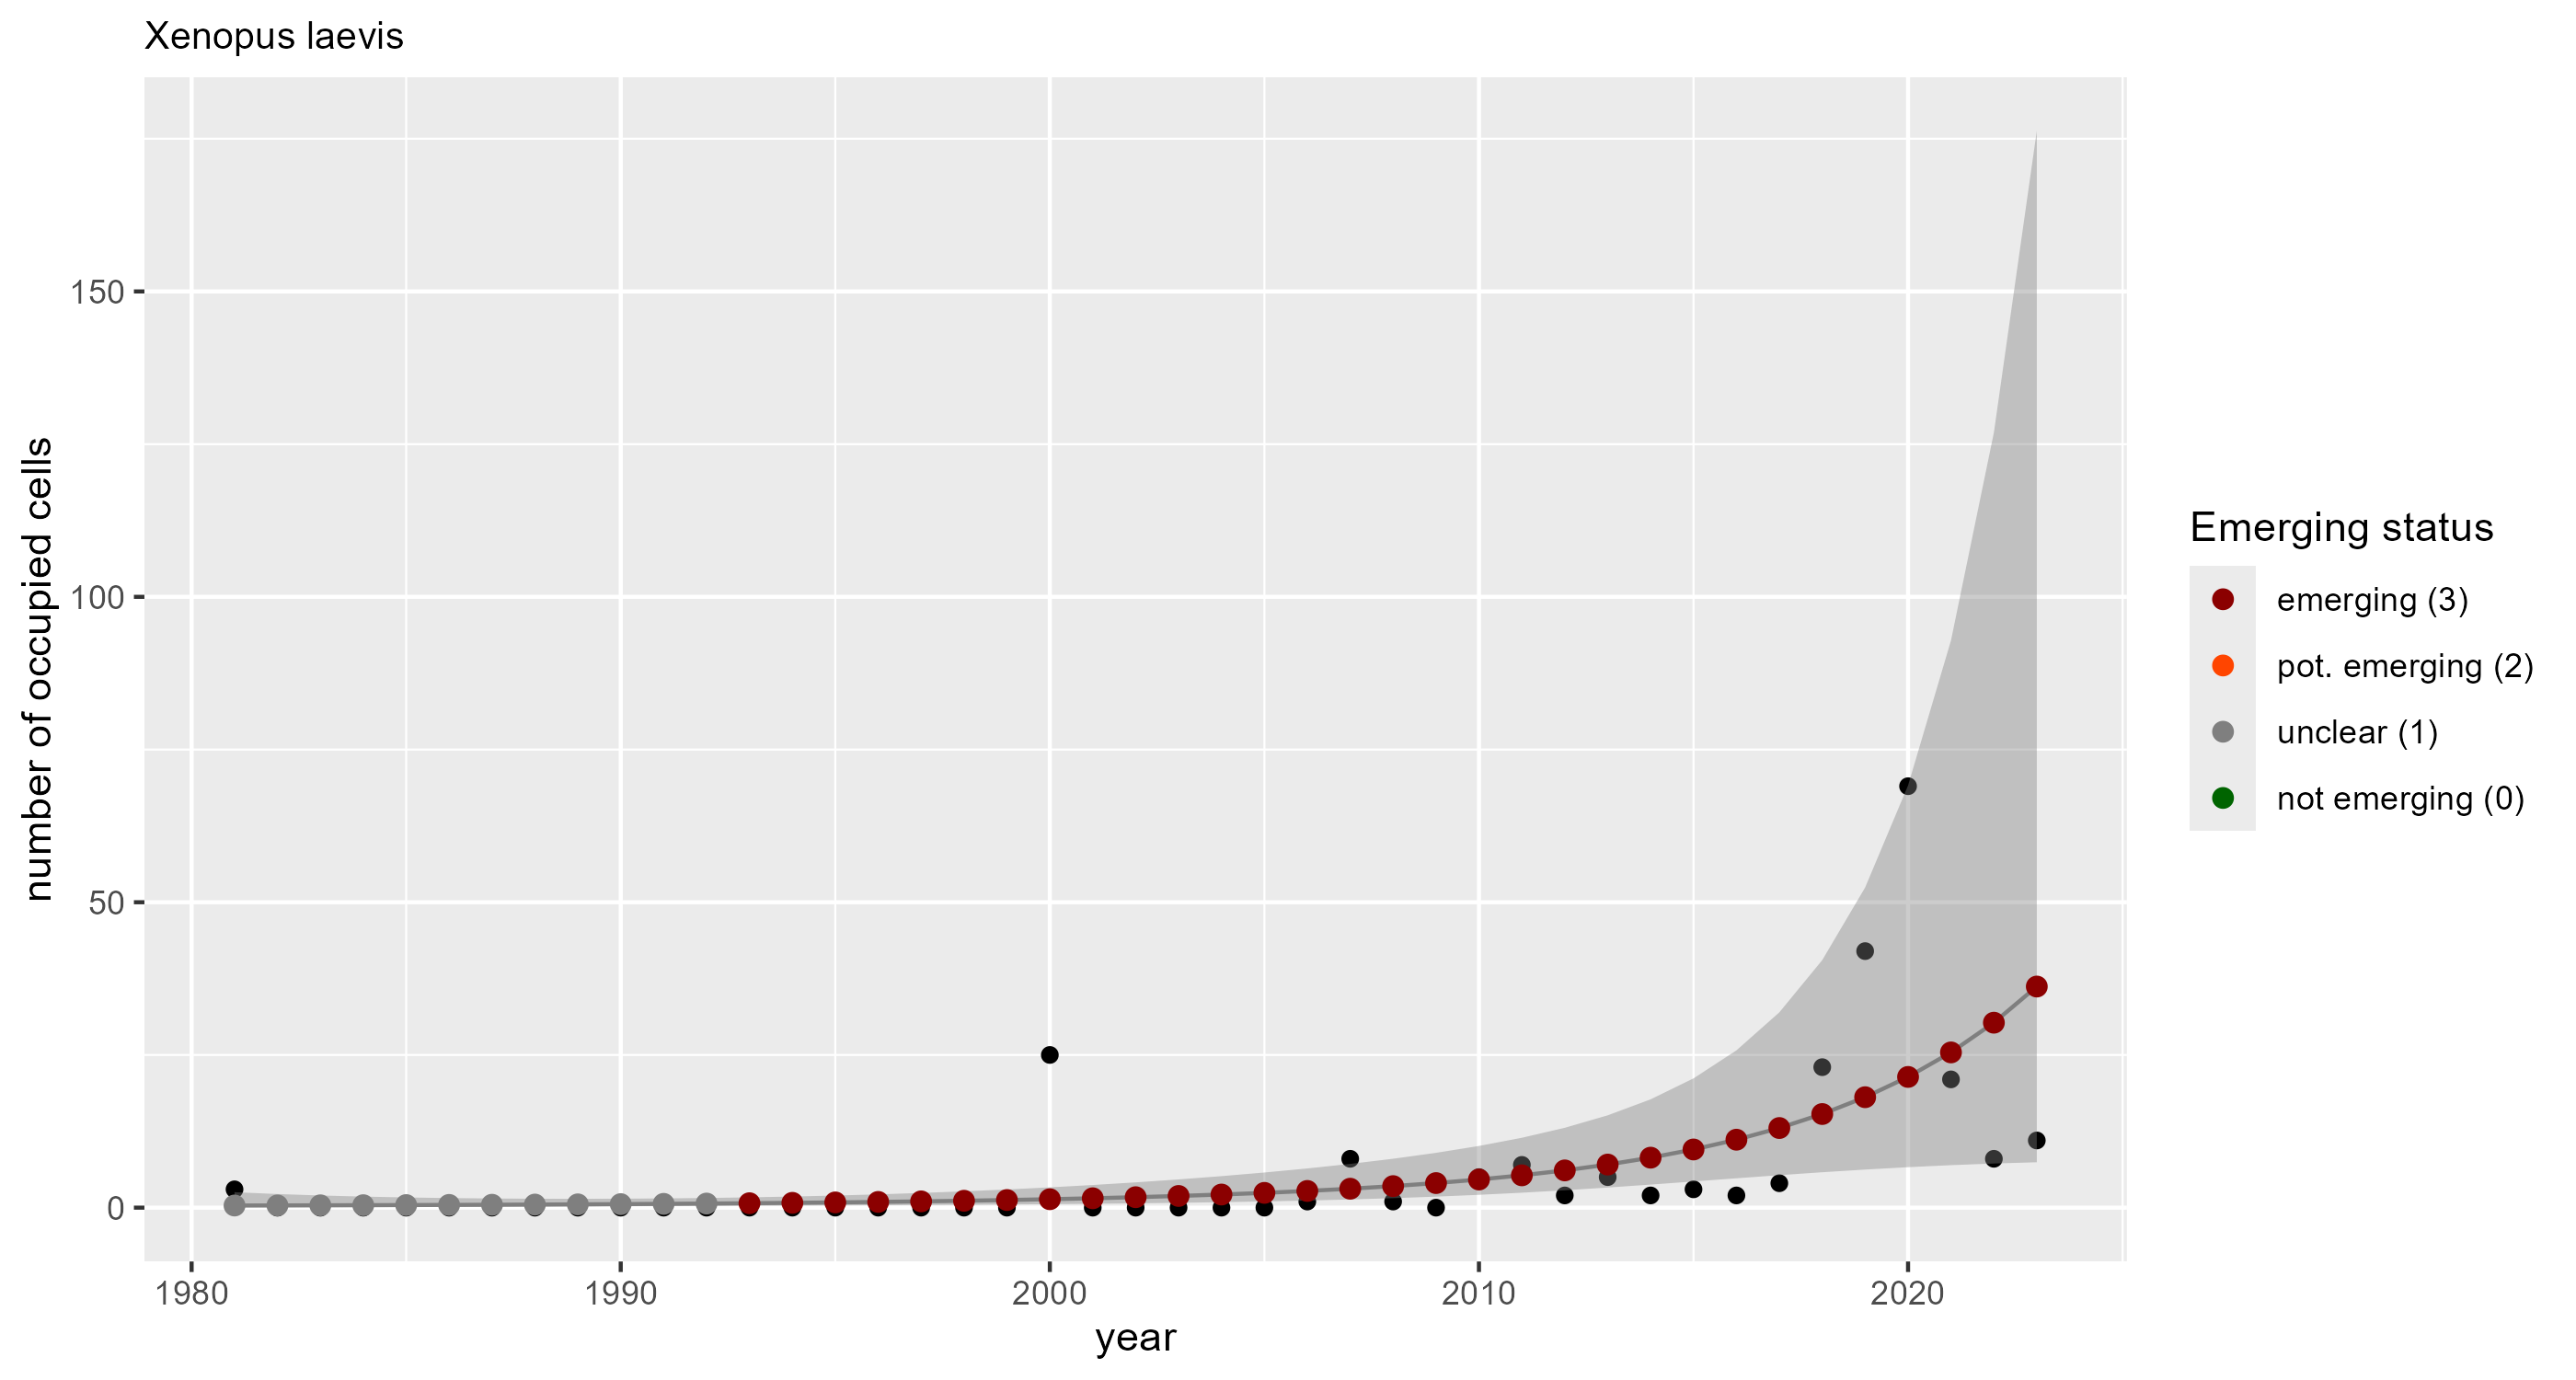 Xenopus laevis
number of occupied cells
150
100
50
0
1980
1990
2000
2010
2020
year
Emerging status
emerging (3)
pot. emerging (2)
unclear (1)
not emerging (0)